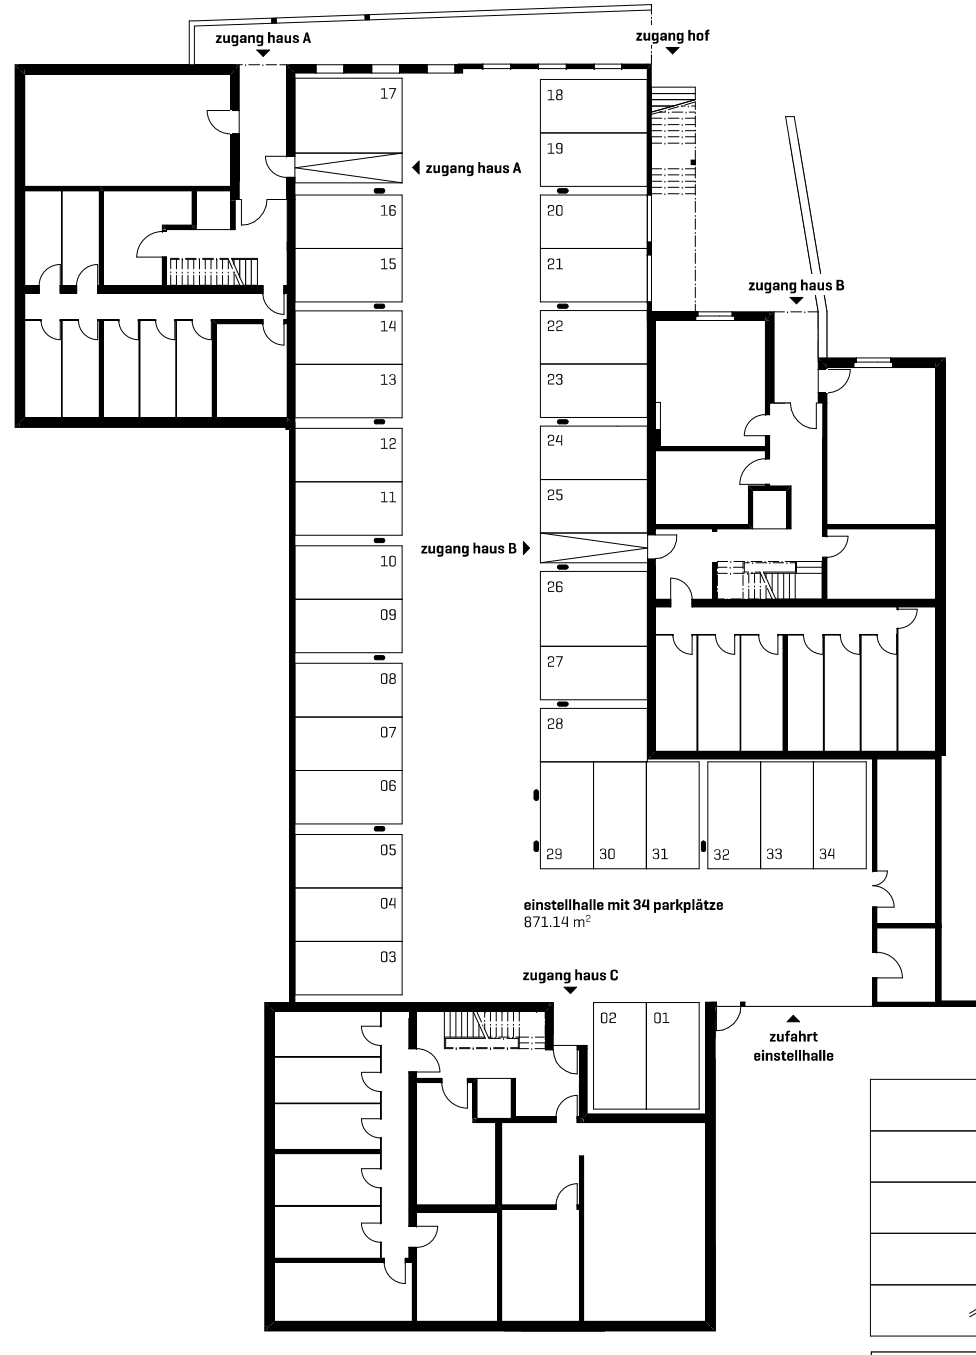 zugang haus A
zugang hof
17
18
19
zugang haus A
16
20
15
21
zugang haus B
14
22
13
23
12
24
11
25
zugang haus B
10
26
09
27
08
28
07
06
05
29 30 31 32 33 34
04
einstellhalle mit 34 parkplätze
871.14 m²
03
zugang haus C
02 01
zufahrt
einstellhalle